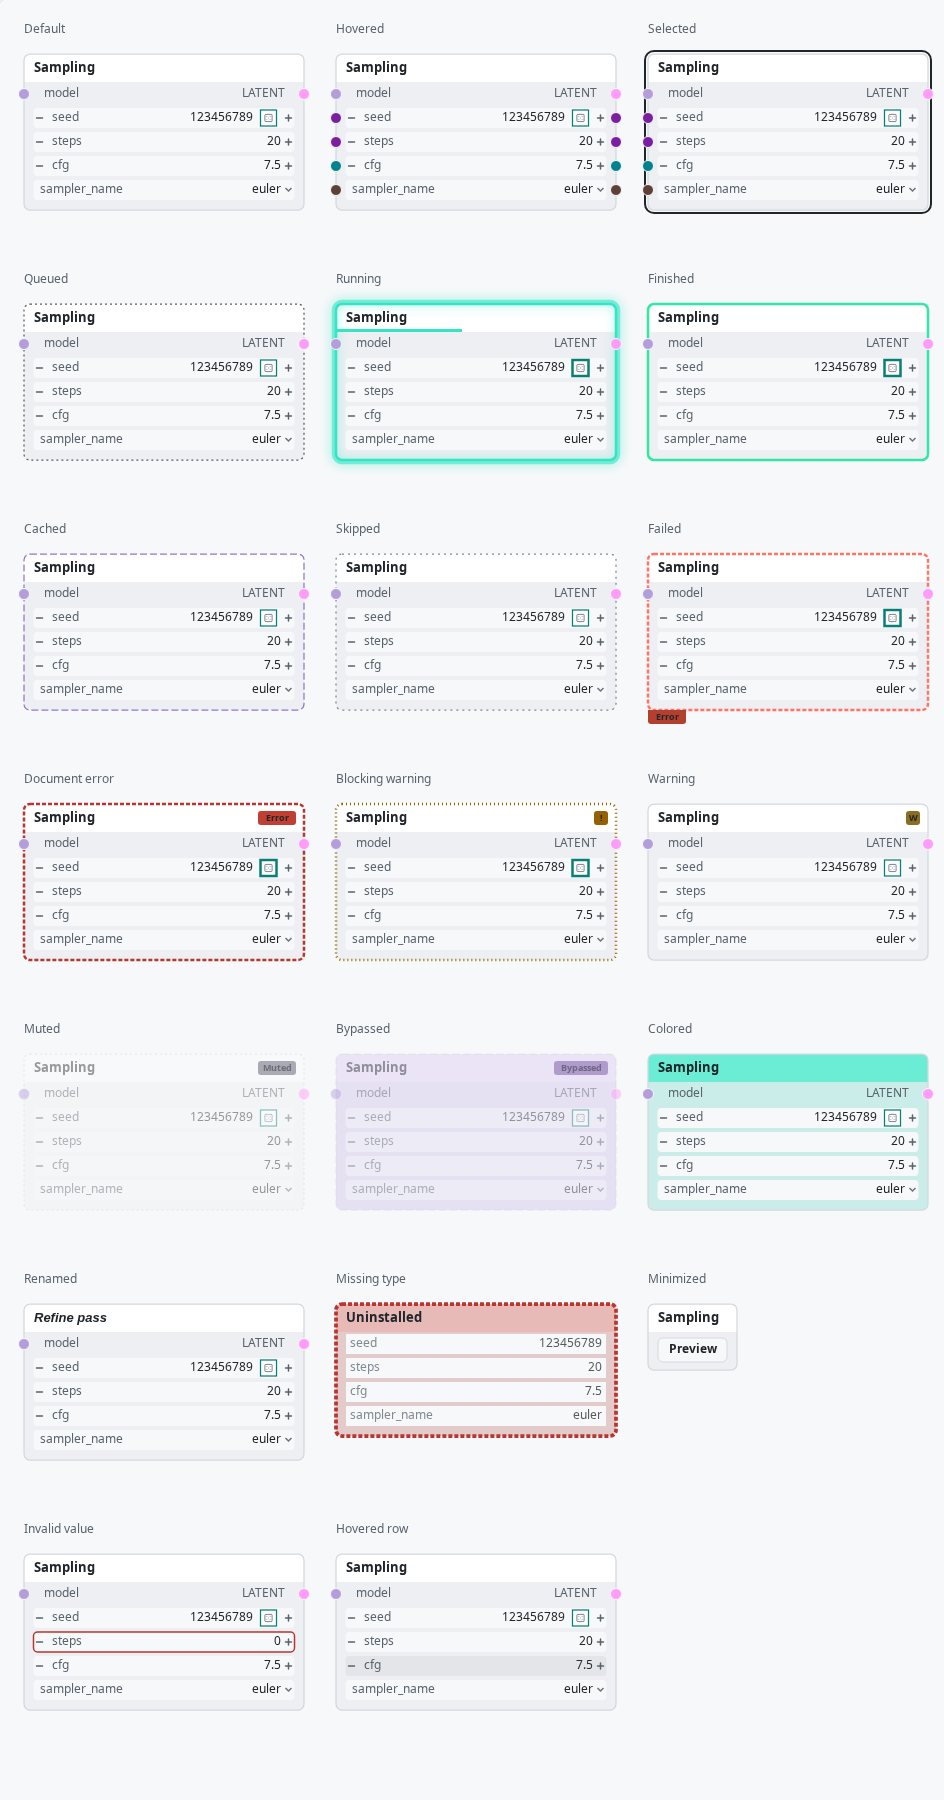 Default
Hovered
Selected
Sampling
Sampling
Sampling
model LATENT
model LATENT
model LATENT
− seed 123456789 +
− seed 123456789 +
− seed 123456789 +
− steps 20 +
− steps 20 +
− steps 20 +
− cfg 7.5 +
− cfg 7.5 +
− cfg 7.5 +
sampler_name euler
sampler_name euler
sampler_name euler
Queued
Running
Finished
Sampling
Sampling
Sampling
model LATENT
model LATENT
model LATENT
− seed 123456789 +
− seed 123456789 +
− seed 123456789 +
− steps 20 +
− steps 20 +
− steps 20 +
− cfg 7.5 +
− cfg 7.5 +
− cfg 7.5 +
sampler_name euler
sampler_name euler
sampler_name euler
Cached
Skipped
Failed
Sampling
Sampling
Sampling
model LATENT
model LATENT
model LATENT
− seed 123456789 +
− seed 123456789 +
− seed 123456789 +
− steps 20 +
− steps 20 +
− steps 20 +
− cfg 7.5 +
− cfg 7.5 +
− cfg 7.5 +
sampler_name euler
sampler_name euler
sampler_name euler
Error
Document error
Blocking warning
Warning
Sampling Error
Sampling !
Sampling W
model LATENT
model LATENT
model LATENT
− seed 123456789 +
− seed 123456789 +
− seed 123456789 +
− steps 20 +
− steps 20 +
− steps 20 +
− cfg 7.5 +
− cfg 7.5 +
− cfg 7.5 +
sampler_name euler
sampler_name euler
sampler_name euler
Muted
Bypassed
Colored
Sampling Muted
Sampling Bypassed
Sampling
model LATENT
model LATENT
model LATENT
− seed 123456789 +
− seed 123456789 +
− seed 123456789 +
− steps 20 +
− steps 20 +
− steps 20 +
− cfg 7.5 +
− cfg 7.5 +
− cfg 7.5 +
sampler_name euler
sampler_name euler
sampler_name euler
Renamed
Missing type
Minimized
Refine pass
Uninstalled
Sampling
model LATENT
seed 123456789
Preview
− seed 123456789 +
steps 20
− steps 20 +
cfg 7.5
− cfg 7.5 +
sampler_name euler
sampler_name euler
Invalid value
Hovered row
Sampling
Sampling
model LATENT
model LATENT
− seed 123456789 +
− seed 123456789 +
− steps 0 +
− steps 20 +
− cfg 7.5 +
− cfg 7.5 +
sampler_name euler
sampler_name euler